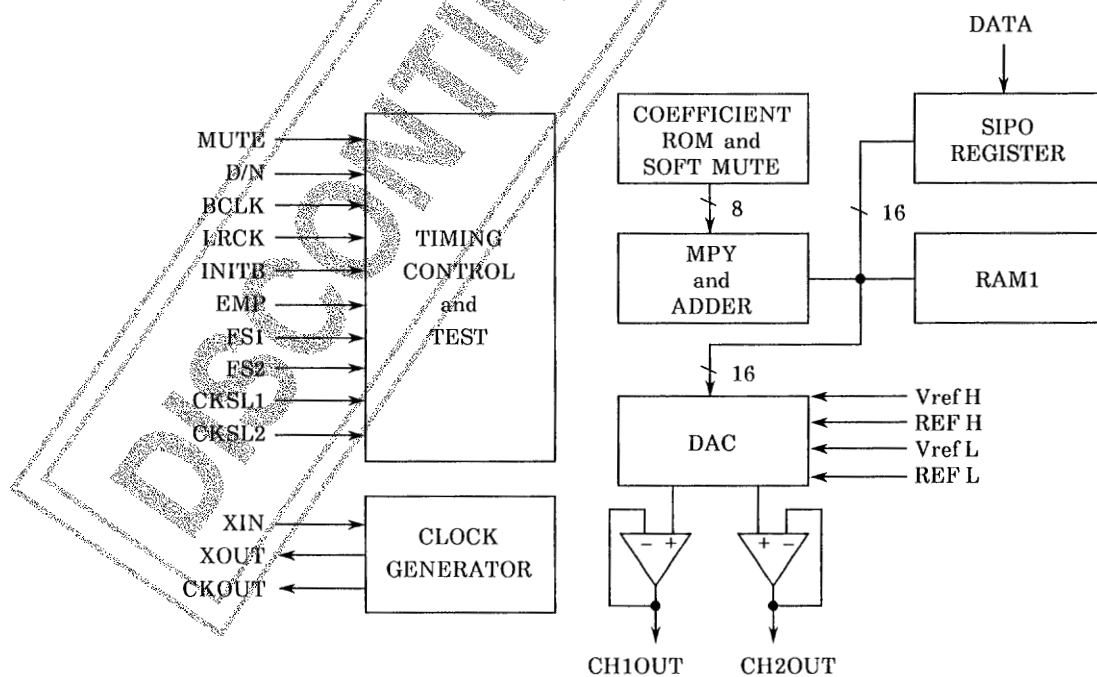 DISCONTI
DATA
MUTE
D/N
BCLK
LRCK
INITB
EMP
FS1
FS2
CKSL1
CKSL2
TIMING
CONTROL
and
TEST
COEFFICIENT
ROM and
SOFT MUTE
8
MPY
and
ADDER
SIPO
REGISTER
16
RAM1
16
DAC
Vref H
REF H
Vref L
REF L
XIN
XOUT
CKOUT
CLOCK
GENERATOR
− +
+ −
CH1OUT
CH2OUT